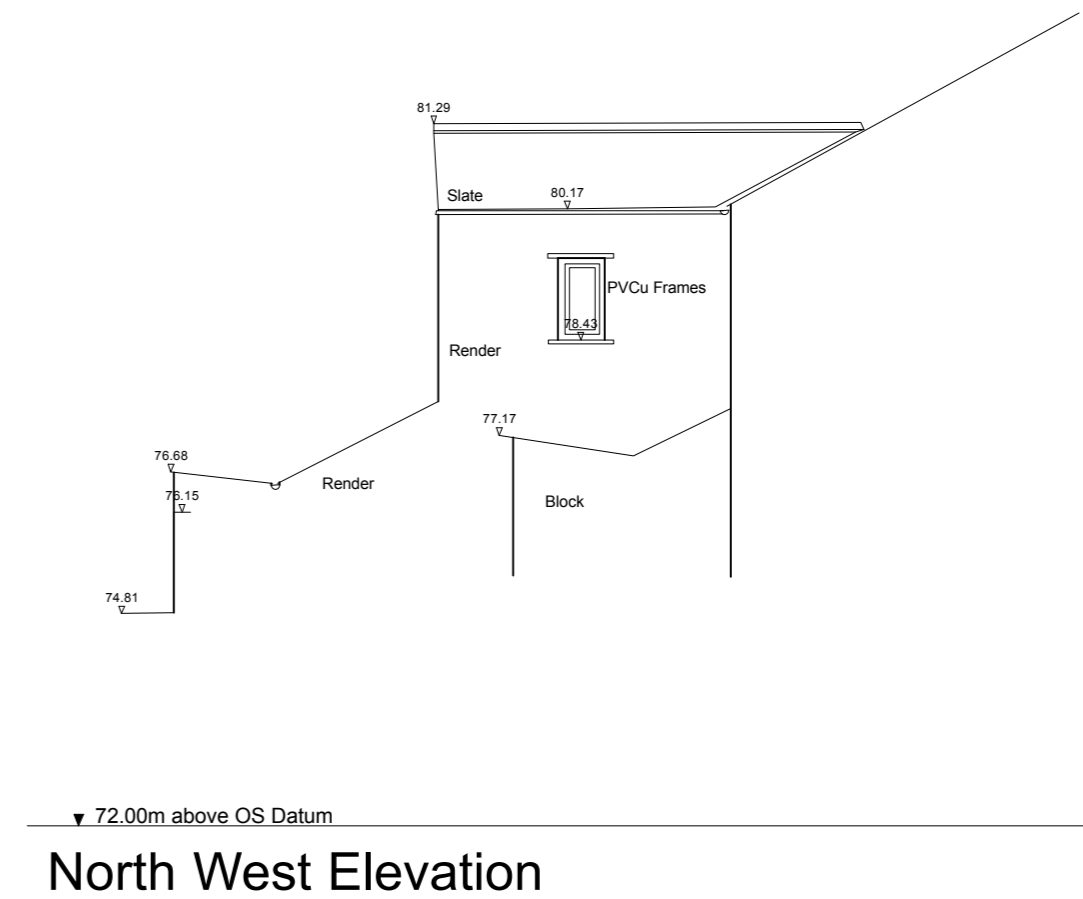 81.29
Slate
80.17
PVCu Frames
78.43
Render
77.17
76.68
Render
76.15
Block
74.81
72.00m above OS Datum
North West Elevation